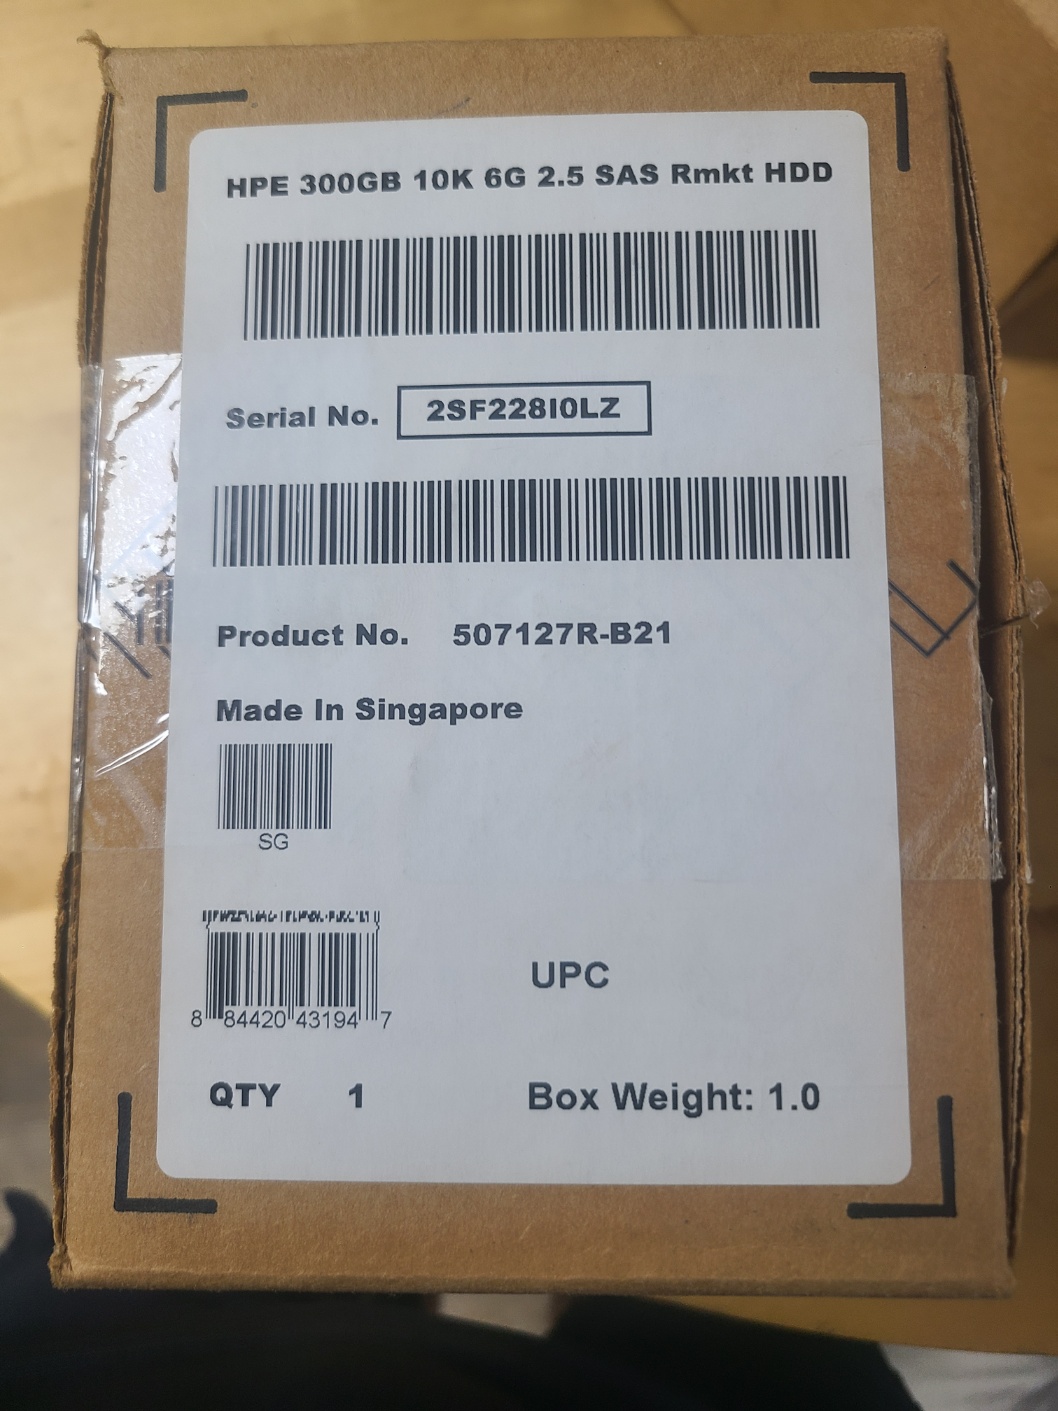 HPE 300GB 10K 6G 2.5 SAS Rmkt HDD
Serial No. 2SF228I0LZ
Product No. 507127R-B21
Made In Singapore
SG
UPC
8 84420 43194 7
QTY 1 Box Weight: 1.0